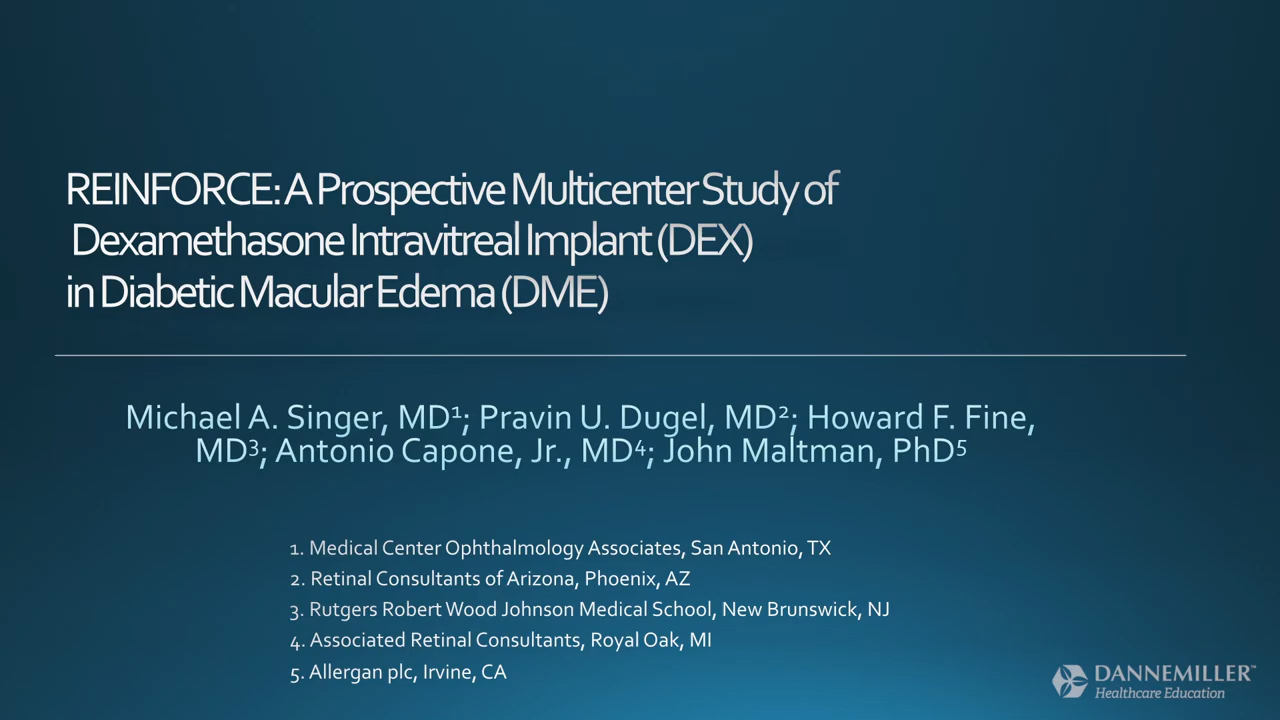 REINFORCE: A Prospective Multicenter Study of
Dexamethasone Intravitreal Implant (DEX)
in Diabetic Macular Edema (DME)
Michael A. Singer, MD¹; Pravin U. Dugel, MD²; Howard F. Fine,
MD³; Antonio Capone, Jr., MD⁴; John Maltman, PhD⁵
1. Medical Center Ophthalmology Associates, San Antonio, TX
2. Retinal Consultants of Arizona, Phoenix, AZ
3. Rutgers Robert Wood Johnson Medical School, New Brunswick, NJ
4. Associated Retinal Consultants, Royal Oak, MI
5. Allergan plc, Irvine, CA
DANNEMILLER™
Healthcare Education